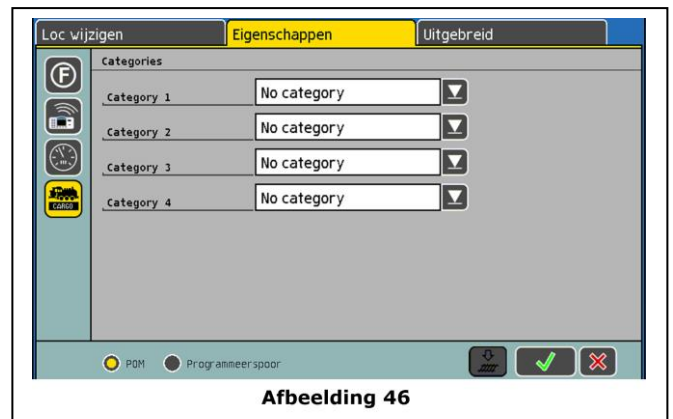 Loc wijzigen Eigenschappen Uitgebreid
Categories
Category 1 No category
Category 2 No category
Category 3 No category
Category 4 No category
CARGO
POM Programmeerspoor
Afbeelding 46